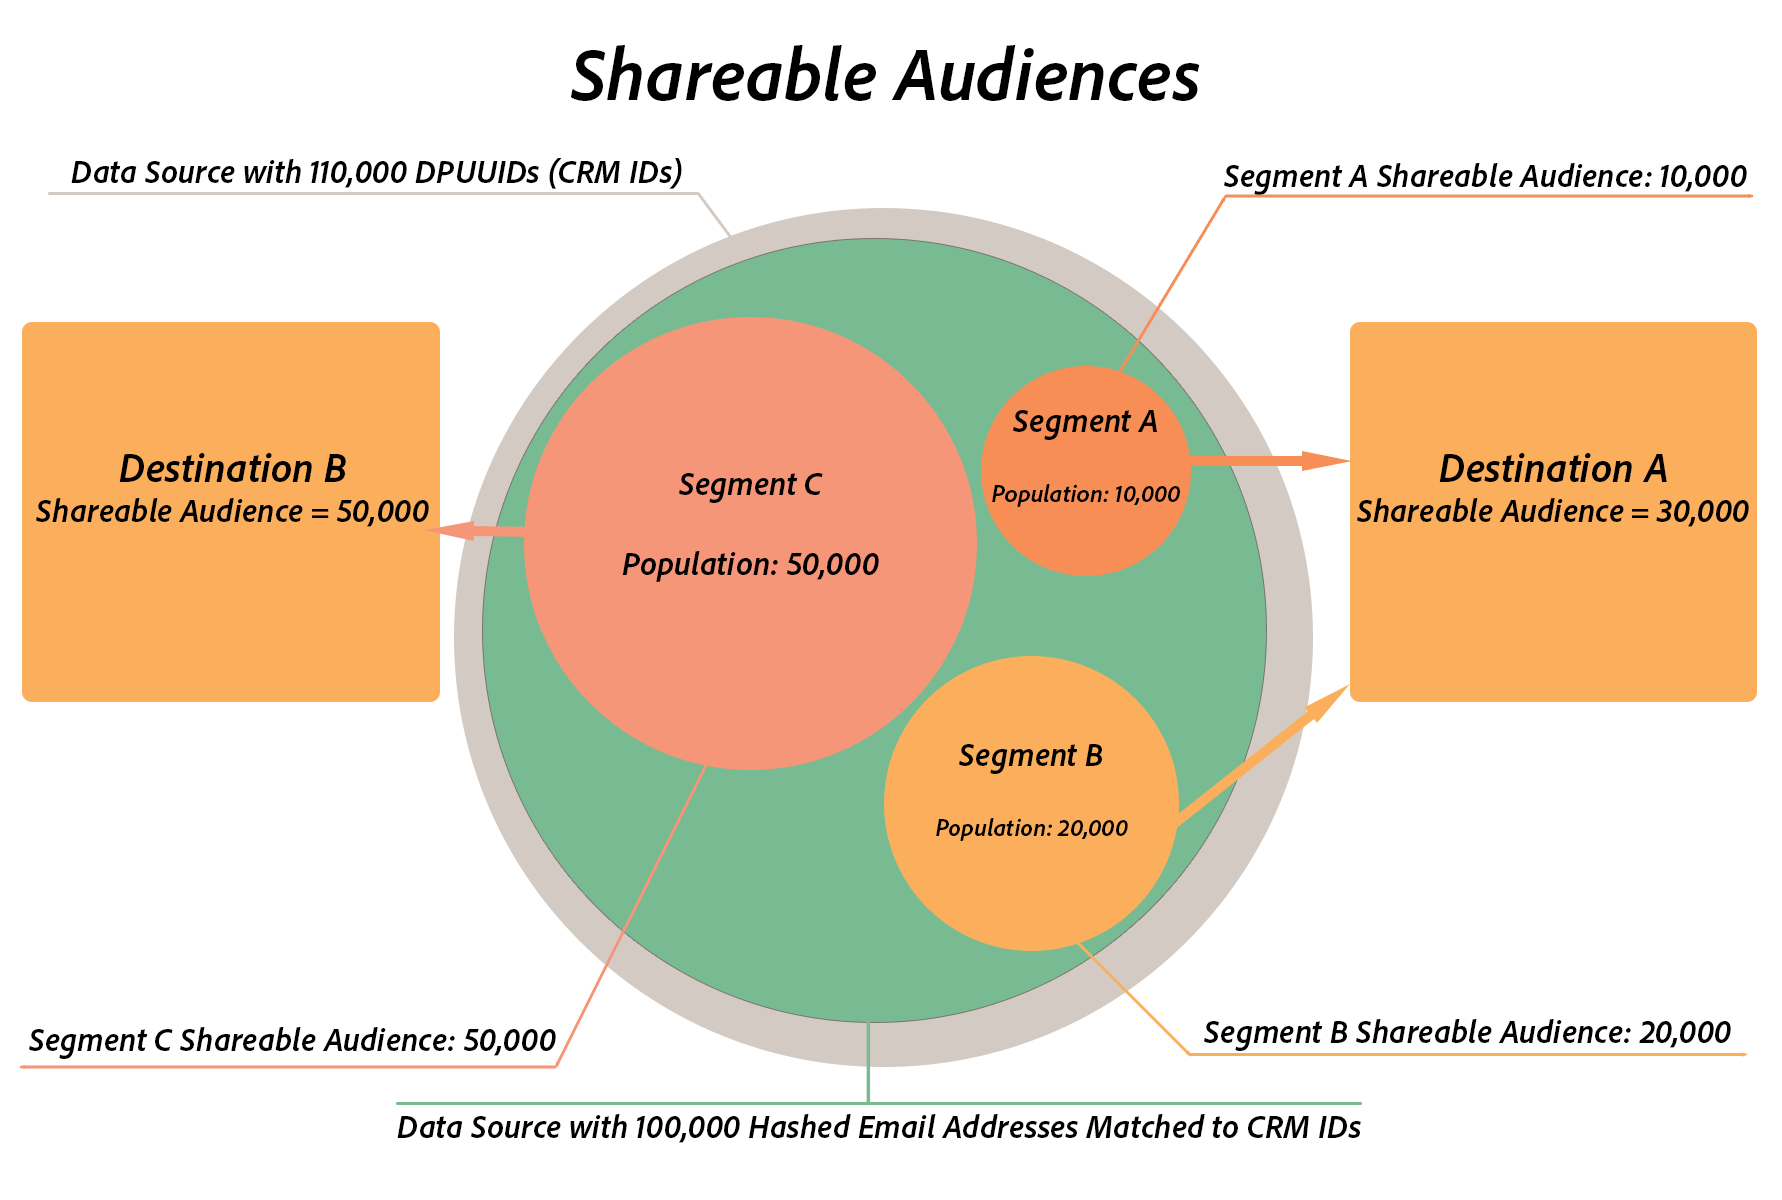 Shareable Audiences
Data Source with 110,000 DPUUIDs (CRM IDs)
Segment A Shareable Audience: 10,000
Destination B
Shareable Audience = 50,000
Segment C
Population: 50,000
Segment A
Population: 10,000
Destination A
Shareable Audience = 30,000
Segment B
Population: 20,000
Segment C Shareable Audience: 50,000
Segment B Shareable Audience: 20,000
Data Source with 100,000 Hashed Email Addresses Matched to CRM IDs